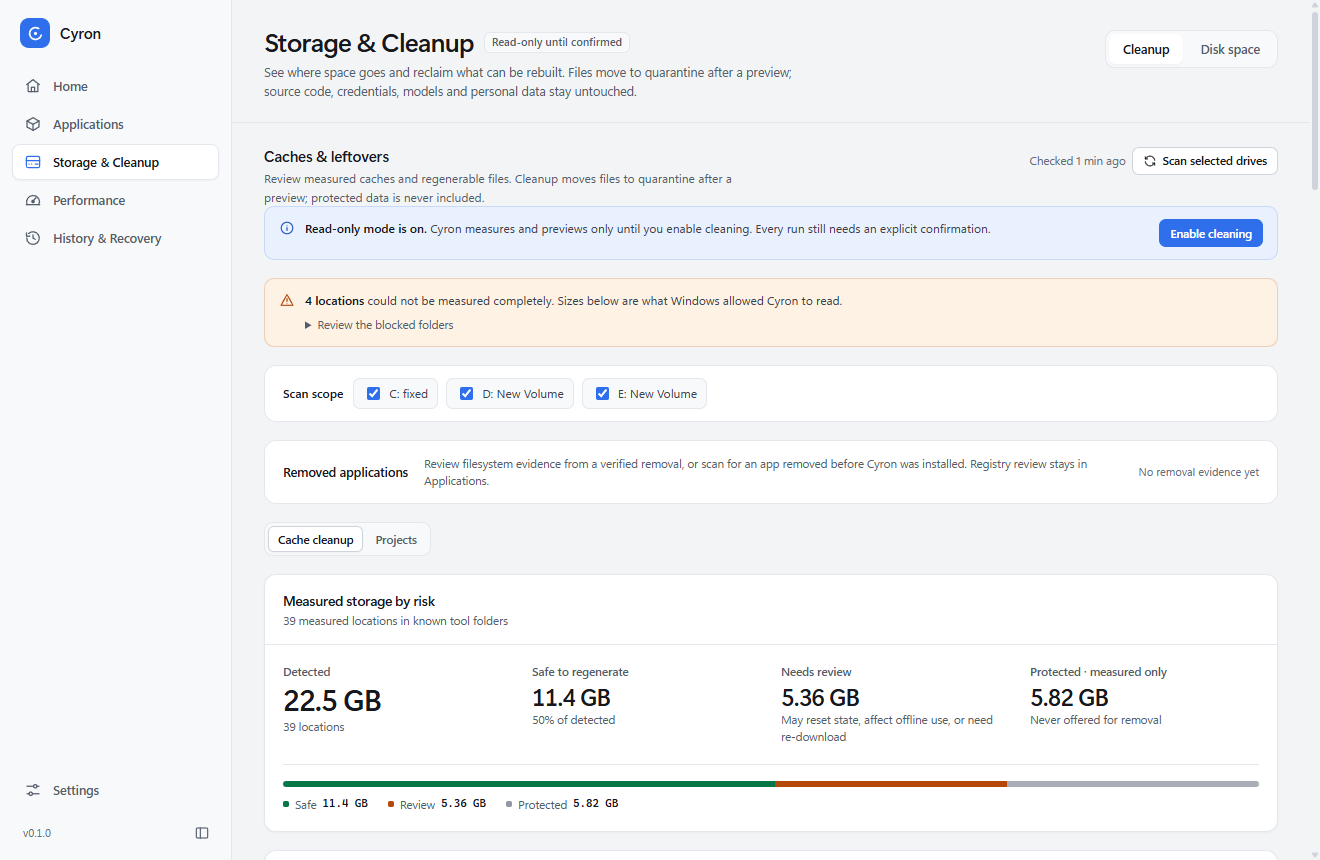 Cyron
Home
Applications
Storage & Cleanup
Performance
History & Recovery
Settings
v0.1.0
Storage & Cleanup
Read-only until confirmed
See where space goes and reclaim what can be rebuilt. Files move to quarantine after a preview;
source code, credentials, models and personal data stay untouched.
Cleanup
Disk space
Caches & leftovers
Review measured caches and regenerable files. Cleanup moves files to quarantine after a
preview; protected data is never included.
Checked 1 min ago
Scan selected drives
Read-only mode is on. Cyron measures and previews only until you enable cleaning. Every run still needs an explicit confirmation.
Enable cleaning
4 locations could not be measured completely. Sizes below are what Windows allowed Cyron to read.
Review the blocked folders
Scan scope
C: fixed
D: New Volume
E: New Volume
Removed applications
Review filesystem evidence from a verified removal, or scan for an app removed before Cyron was installed. Registry review stays in
Applications.
No removal evidence yet
Cache cleanup
Projects
Measured storage by risk
39 measured locations in known tool folders
Detected
22.5 GB
39 locations
Safe to regenerate
11.4 GB
50% of detected
Needs review
5.36 GB
May reset state, affect offline use, or need
re-download
Protected · measured only
5.82 GB
Never offered for removal
Safe 11.4 GB
Review 5.36 GB
Protected 5.82 GB